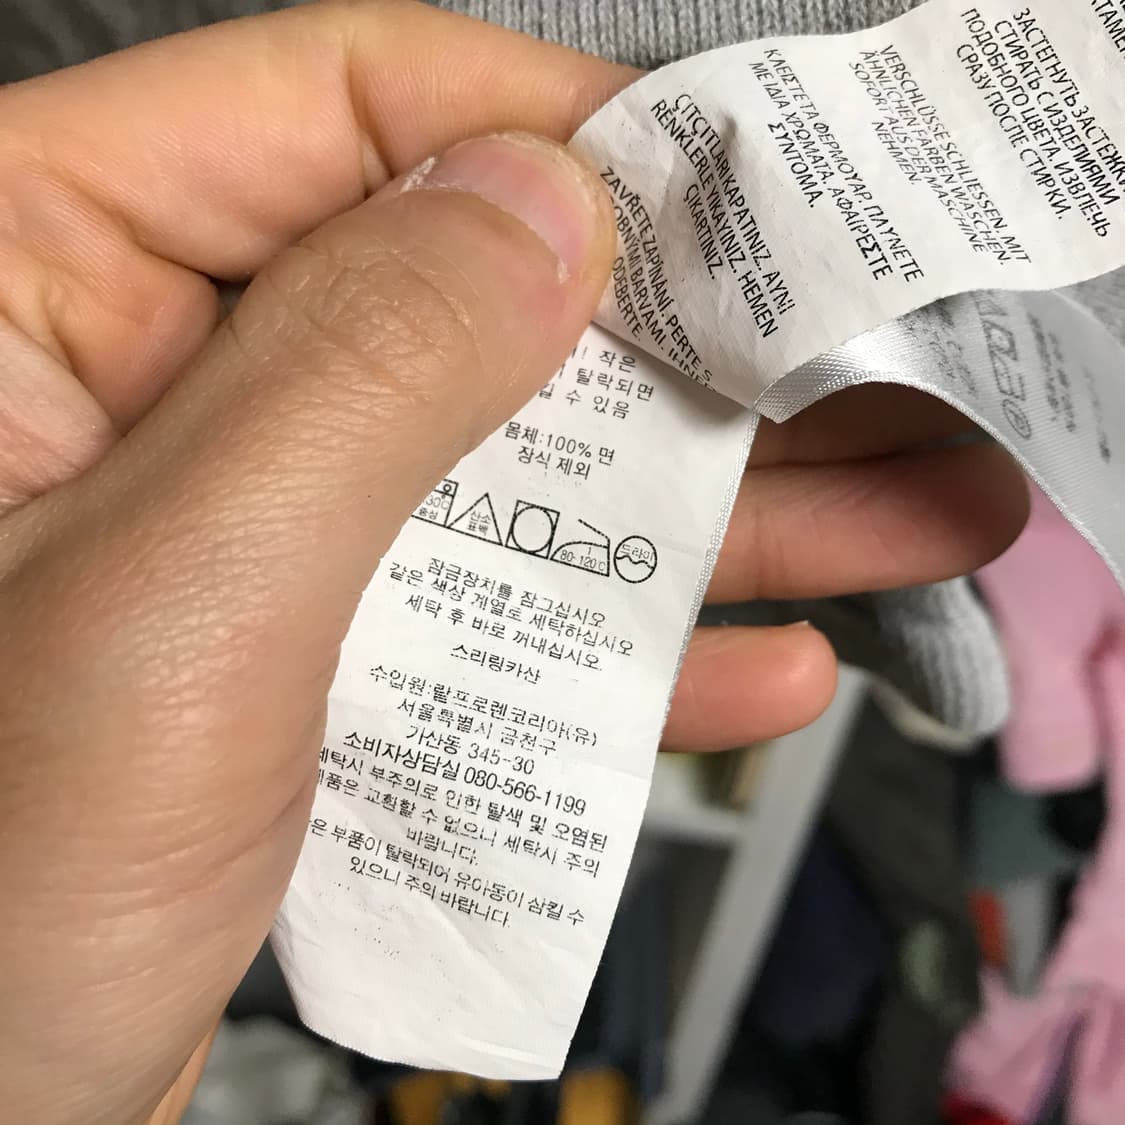 ЗАСТЕГНУТЬ ЗАСТЕЖКИ.
СТИРАТЬ С ИЗДЕЛИЯМИ
ПОДОБНОГО ЦВЕТА. ИЗВЛЕЧЬ
СРАЗУ ПОСЛЕ СТИРКИ.
VERSCHLÜSSE SCHLIESSEN. MIT
ÄHNLICHEN FARBEN WASCHEN.
SOFORT AUS DER MASCHINE
NEHMEN.
ΚΛΕΙΣΤΕ ΤΑ ΦΕΡΜΟΥΑΡ. ΠΛΥΝΕΤΕ
ΜΕ ΙΔΙΑ ΧΡΩΜΑΤΑ. ΑΦΑΙΡΕΣΤΕ
ΣΥΝΤΟΜΑ.
ÇITÇITLARI KAPATINIZ. AYNI
RENKLERLE YIKAYINIZ. HEMEN
ÇIKARTINIZ.
ZAVŘETE ZAPÍNÁNÍ. PERTE S
BARVAMI.
ODEBERTE.
작은
탈락되면
수 있음
몸체:100% 면
장식 제외
30C
중성
산소
표백
1
80-120 C
드라이
잠금장치를 잠그십시오
같은 색상 계열로 세탁하십시오
세탁 후 바로 꺼내십시오.
스리링카산
수입원:랄프로렌코리아(유)
서울특별시 금천구
가산동 345-30
소비자상담실 080-566-1199
세탁시 부주의로 인한 탈색 및 오염된
제품은 교환할 수 없으니 세탁시 주의
바랍니다.
부품이 탈락되어 유아동이 삼킬 수
있으니 주의 바랍니다.